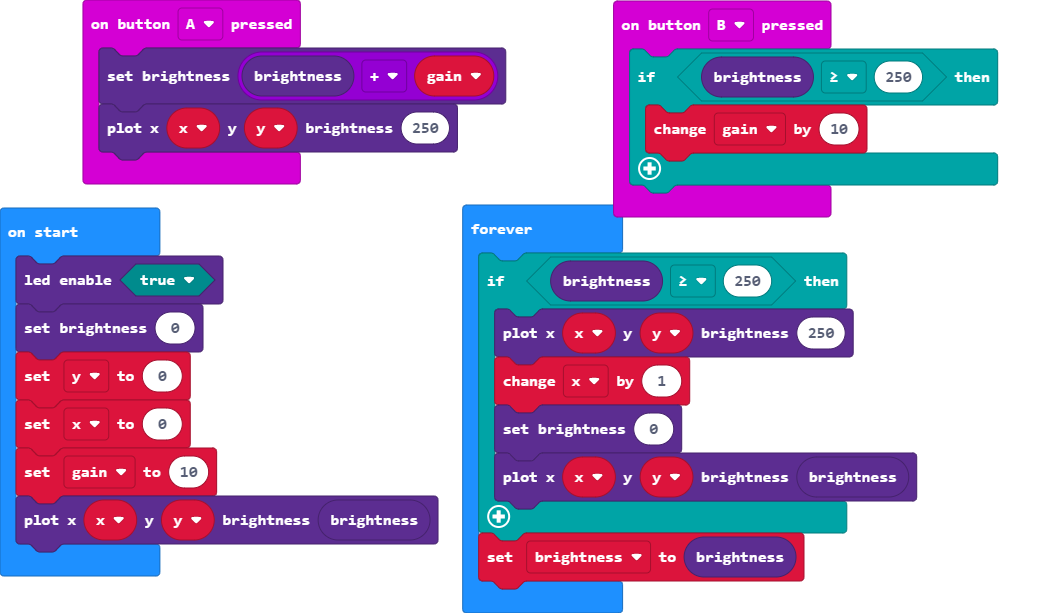 on button A pressed
set brightness brightness + gain
plot x x y y brightness 250
on button B pressed
if brightness ≥ 250 then
change gain by 10
on start
led enable true
set brightness 0
set y to 0
set x to 0
set gain to 10
plot x x y y brightness brightness
forever
if brightness ≥ 250 then
plot x x y y brightness 250
change x by 1
set brightness 0
plot x x y y brightness brightness
set brightness to brightness